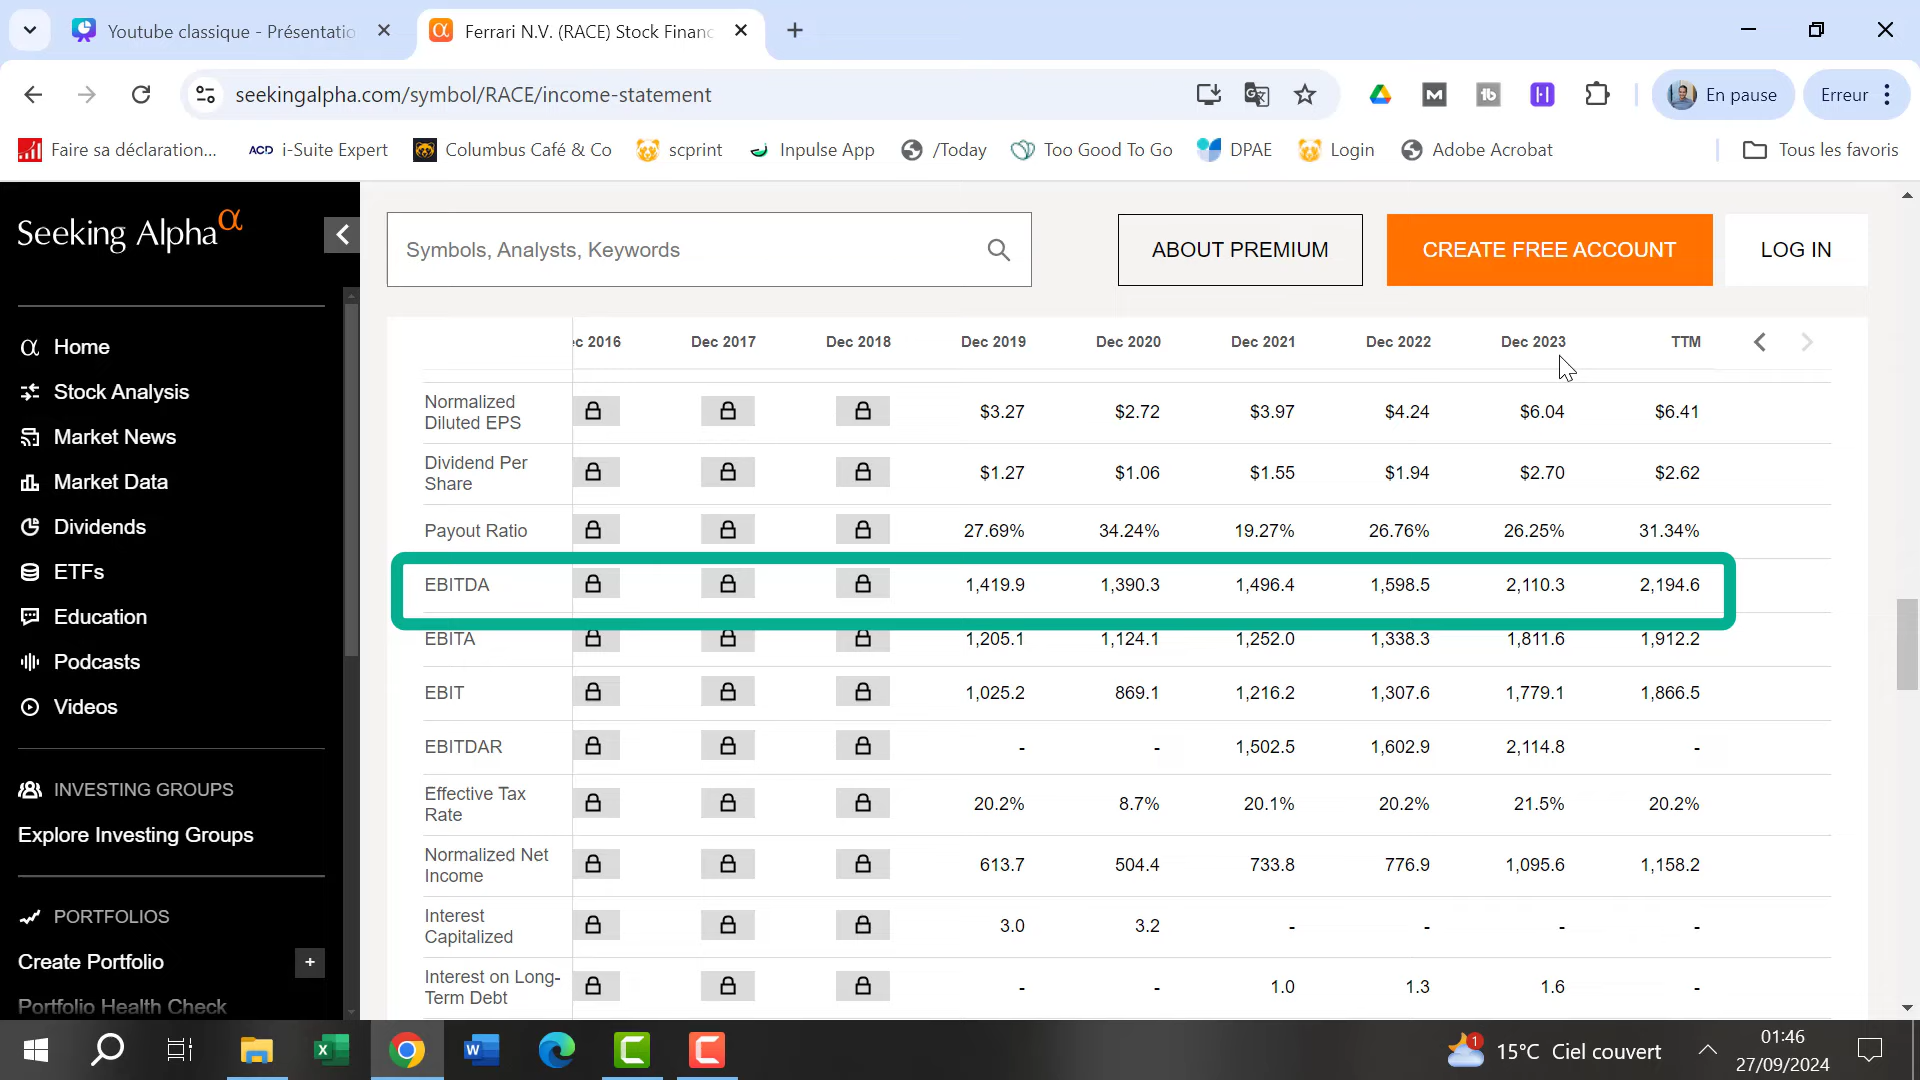 Youtube classique - Présentatio
Ferrari N.V. (RACE) Stock Financ
seekingalpha.com/symbol/RACE/income-statement
En pause
Erreur
Faire sa déclaration...
ACD i-Suite Expert
Columbus Café & Co
scprint
Inpulse App
/Today
Too Good To Go
DPAE
Login
Adobe Acrobat
Tous les favoris
Seeking Alpha α
Symbols, Analysts, Keywords
ABOUT PREMIUM
CREATE FREE ACCOUNT
LOG IN
Home
Stock Analysis
Market News
Market Data
Dividends
ETFs
Education
Podcasts
Videos
INVESTING GROUPS
Explore Investing Groups
PORTFOLIOS
Create Portfolio +
Portfolio Health Check
ec 2016 Dec 2017 Dec 2018 Dec 2019 Dec 2020 Dec 2021 Dec 2022 Dec 2023 TTM
Normalized
Diluted EPS $3.27 $2.72 $3.97 $4.24 $6.04 $6.41
Dividend Per
Share $1.27 $1.06 $1.55 $1.94 $2.70 $2.62
Payout Ratio 27.69% 34.24% 19.27% 26.76% 26.25% 31.34%
EBITDA 1,419.9 1,390.3 1,496.4 1,598.5 2,110.3 2,194.6
EBITA 1,205.1 1,124.1 1,252.0 1,338.3 1,811.6 1,912.2
EBIT 1,025.2 869.1 1,216.2 1,307.6 1,779.1 1,866.5
EBITDAR - - 1,502.5 1,602.9 2,114.8 -
Effective Tax
Rate 20.2% 8.7% 20.1% 20.2% 21.5% 20.2%
Normalized Net
Income 613.7 504.4 733.8 776.9 1,095.6 1,158.2
Interest
Capitalized 3.0 3.2 - - - -
Interest on Long-
Term Debt - - 1.0 1.3 1.6 -
1
15°C Ciel couvert
01:46
27/09/2024